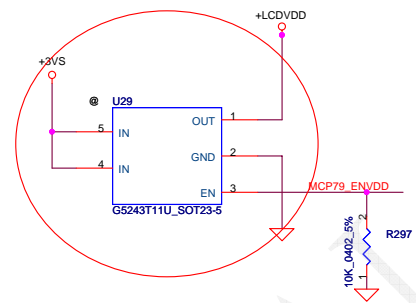 +LCDVDD
+3VS
@
U29
5
IN
OUT
1
4
IN
GND
2
EN
3
MCP79_ENVDD
G5243T11U_SOT23-5
2
R297
10K_0402_5%
1